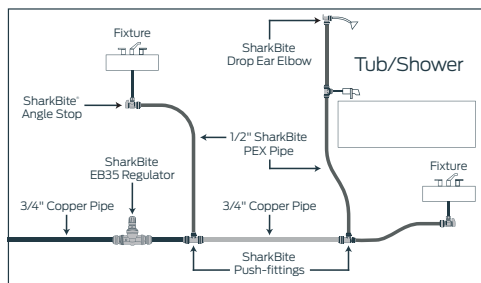 Fixture
SharkBite®
Angle Stop
SharkBite
EB35 Regulator
3/4" Copper Pipe
SharkBite
Drop Ear Elbow
Tub/Shower
1/2" SharkBite
PEX Pipe
Fixture
3/4" Copper Pipe
SharkBite
Push-fittings